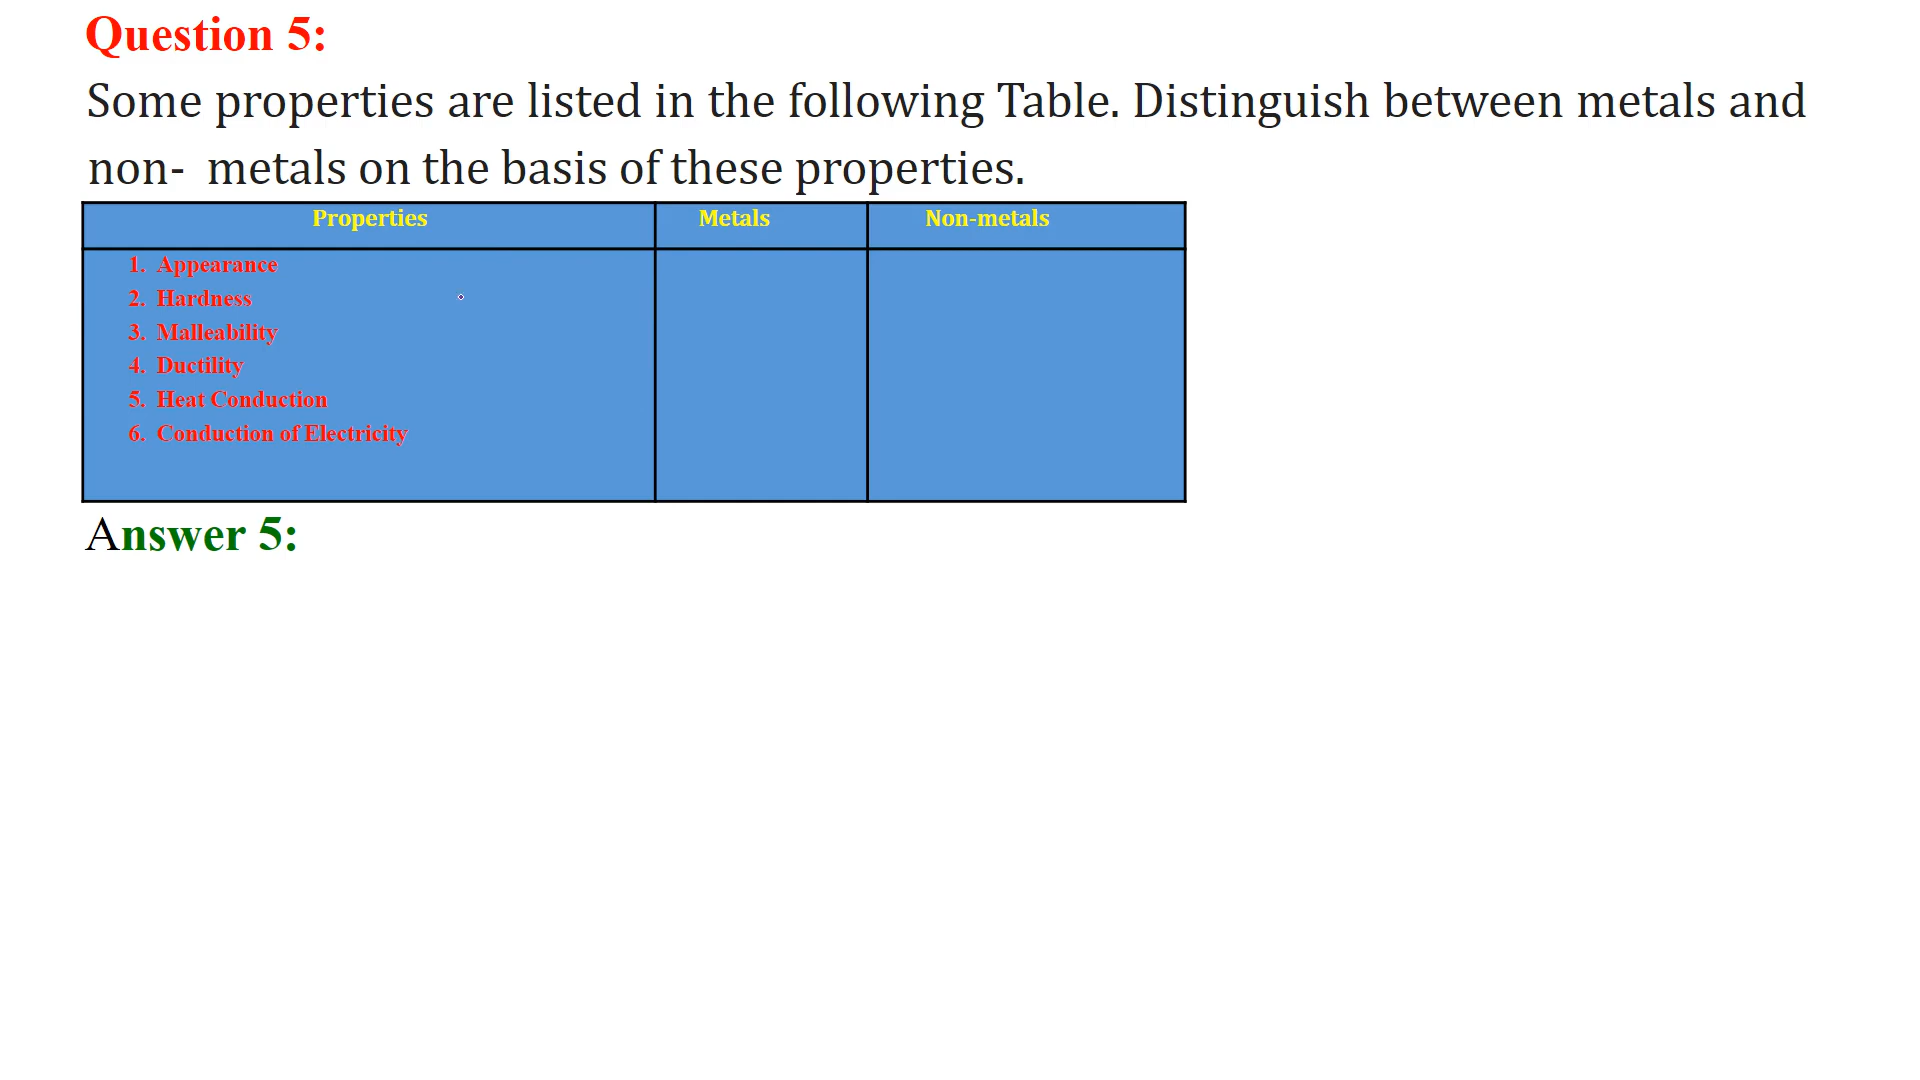 Question 5:
Some properties are listed in the following Table. Distinguish between metals and
non- metals on the basis of these properties.
Properties Metals Non-metals
1. Appearance
2. Hardness
3. Malleability
4. Ductility
5. Heat Conduction
6. Conduction of Electricity
Answer 5: